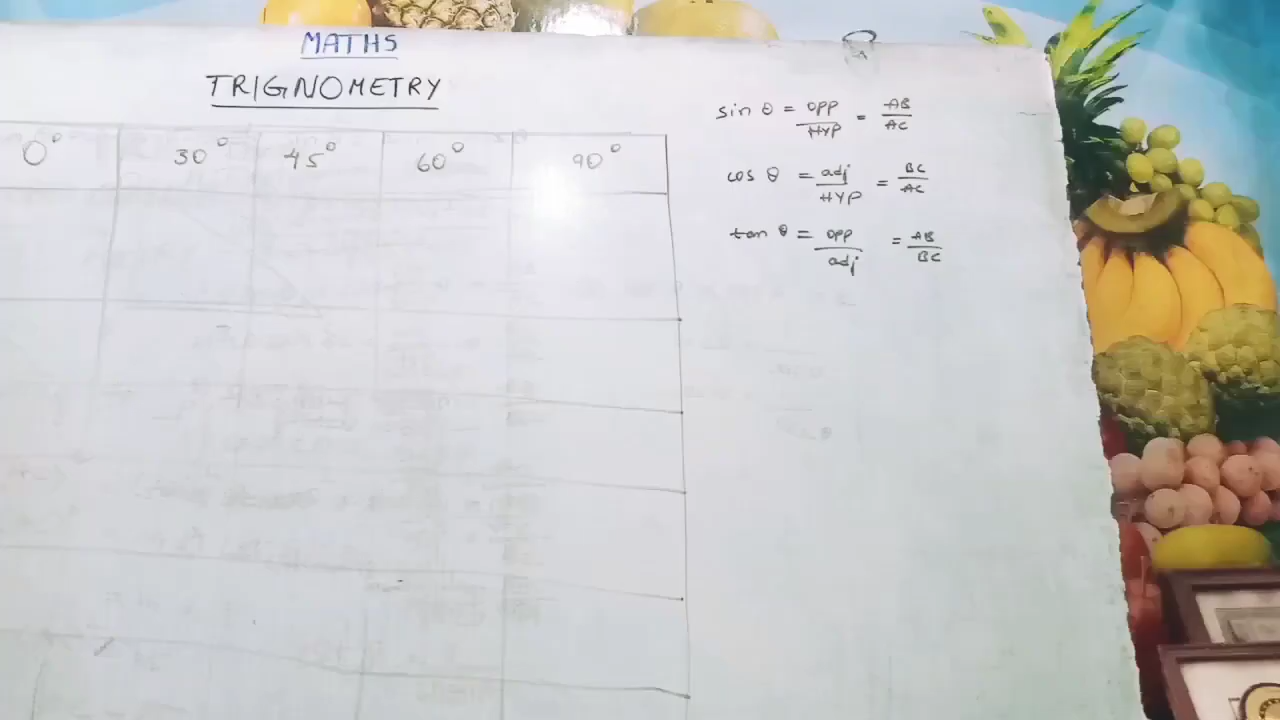 MATHS
TRIGNOMETRY
0° 30° 45° 60° 90°
sin θ = OPP/HYP = AB/AC
cos θ = adj/HYP = BC/AC
tan θ = OPP/adj = AB/BC